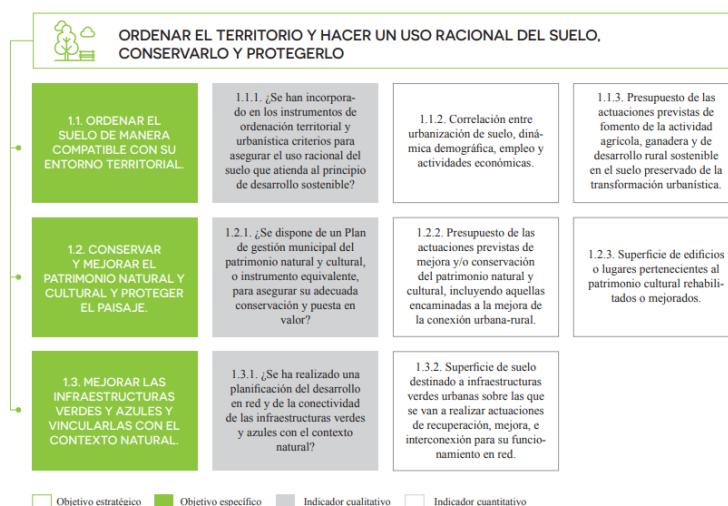 ORDENAR EL TERRITORIO Y HACER UN USO RACIONAL DEL SUELO,
CONSERVARLO Y PROTEGERLO
1.1. ORDENAR EL
SUELO DE MANERA
COMPATIBLE CON SU
ENTORNO TERRITORIAL.
1.1.1. ¿Se han incorpora-
do en los instrumentos de
ordenación territorial y
urbanística criterios para
asegurar el uso racional del
suelo que atienda al principio
de desarrollo sostenible?
1.1.2. Correlación entre
urbanización de suelo, diná-
mica demográfica, empleo y
actividades económicas.
1.1.3. Presupuesto de las
actuaciones previstas de
fomento de la actividad
agrícola, ganadera y de
desarrollo rural sostenible
en el suelo preservado de la
transformación urbanística.
1.2. CONSERVAR
Y MEJORAR EL
PATRIMONIO NATURAL Y
CULTURAL Y PROTEGER
EL PAISAJE.
1.2.1. ¿Se dispone de un Plan
de gestión municipal del
patrimonio natural y cultural,
o instrumento equivalente,
para asegurar su adecuada
conservación y puesta en
valor?
1.2.2. Presupuesto de las
actuaciones previstas de
mejora y/o conservación
del patrimonio natural y
cultural, incluyendo aquellas
encaminadas a la mejora de
la conexión urbana-rural.
1.2.3. Superficie de edificios
o lugares pertenecientes al
patrimonio cultural rehabili-
tados o mejorados.
1.3. MEJORAR LAS
INFRAESTRUCTURAS
VERDES Y AZULES Y
VINCULARLAS CON EL
CONTEXTO NATURAL.
1.3.1. ¿Se ha realizado una
planificación del desarrollo
en red y de la conectividad
de las infraestructuras verdes
y azules con el contexto
natural?
1.3.2. Superficie de suelo
destinado a infraestructuras
verdes urbanas sobre las que
se van a realizar actuaciones
de recuperación, mejora, e
interconexión para su funcio-
namiento en red.
Objetivo estratégico Objetivo específico Indicador cualitativo Indicador cuantitativo